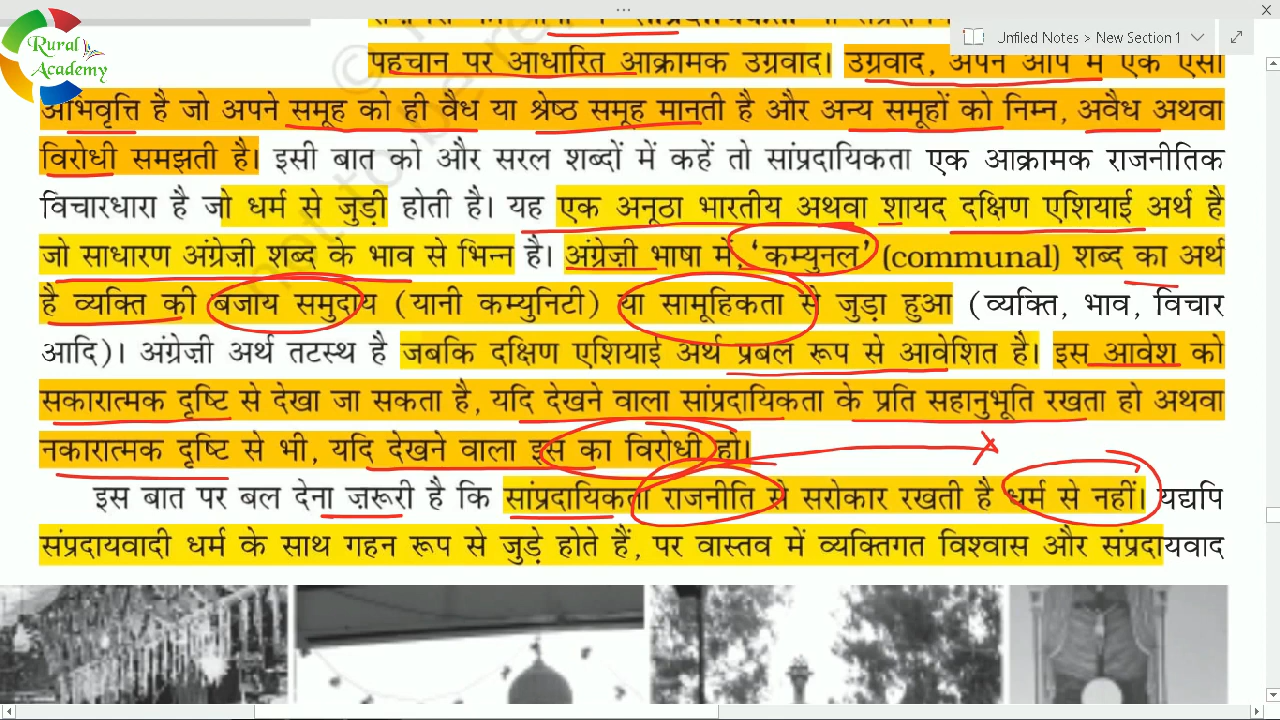 Rural
Academy
Unfiled Notes > New Section 1
सांप्रदायिकता
पहचान पर आधारित आक्रामक उग्रवाद। उग्रवाद, अपने आप में एक ऐसी
अभिवृत्ति है जो अपने समूह को ही वैध या श्रेष्ठ समूह मानती है और अन्य समूहों को निम्न, अवैध अथवा
विरोधी समझती है। इसी बात को और सरल शब्दों में कहें तो सांप्रदायिकता एक आक्रामक राजनीतिक
विचारधारा है जो धर्म से जुड़ी होती है। यह एक अनूठा भारतीय अथवा शायद दक्षिण एशियाई अर्थ है
जो साधारण अंग्रेज़ी शब्द के भाव से भिन्न है। अंग्रेज़ी भाषा में, ‘कम्युनल’ (communal) शब्द का अर्थ
है व्यक्ति की बजाय समुदाय (यानी कम्युनिटी) या सामूहिकता से जुड़ा हुआ (व्यक्ति, भाव, विचार
आदि)। अंग्रेज़ी अर्थ तटस्थ है जबकि दक्षिण एशियाई अर्थ प्रबल रूप से आवेशित है। इस आवेश को
सकारात्मक दृष्टि से देखा जा सकता है, यदि देखने वाला सांप्रदायिकता के प्रति सहानुभूति रखता हो अथवा
नकारात्मक दृष्टि से भी, यदि देखने वाला इस का विरोधी हो।
इस बात पर बल देना ज़रूरी है कि सांप्रदायिकता राजनीति से सरोकार रखती है धर्म से नहीं। यद्यपि
संप्रदायवादी धर्म के साथ गहन रूप से जुड़े होते हैं, पर वास्तव में व्यक्तिगत विश्वास और संप्रदायवाद